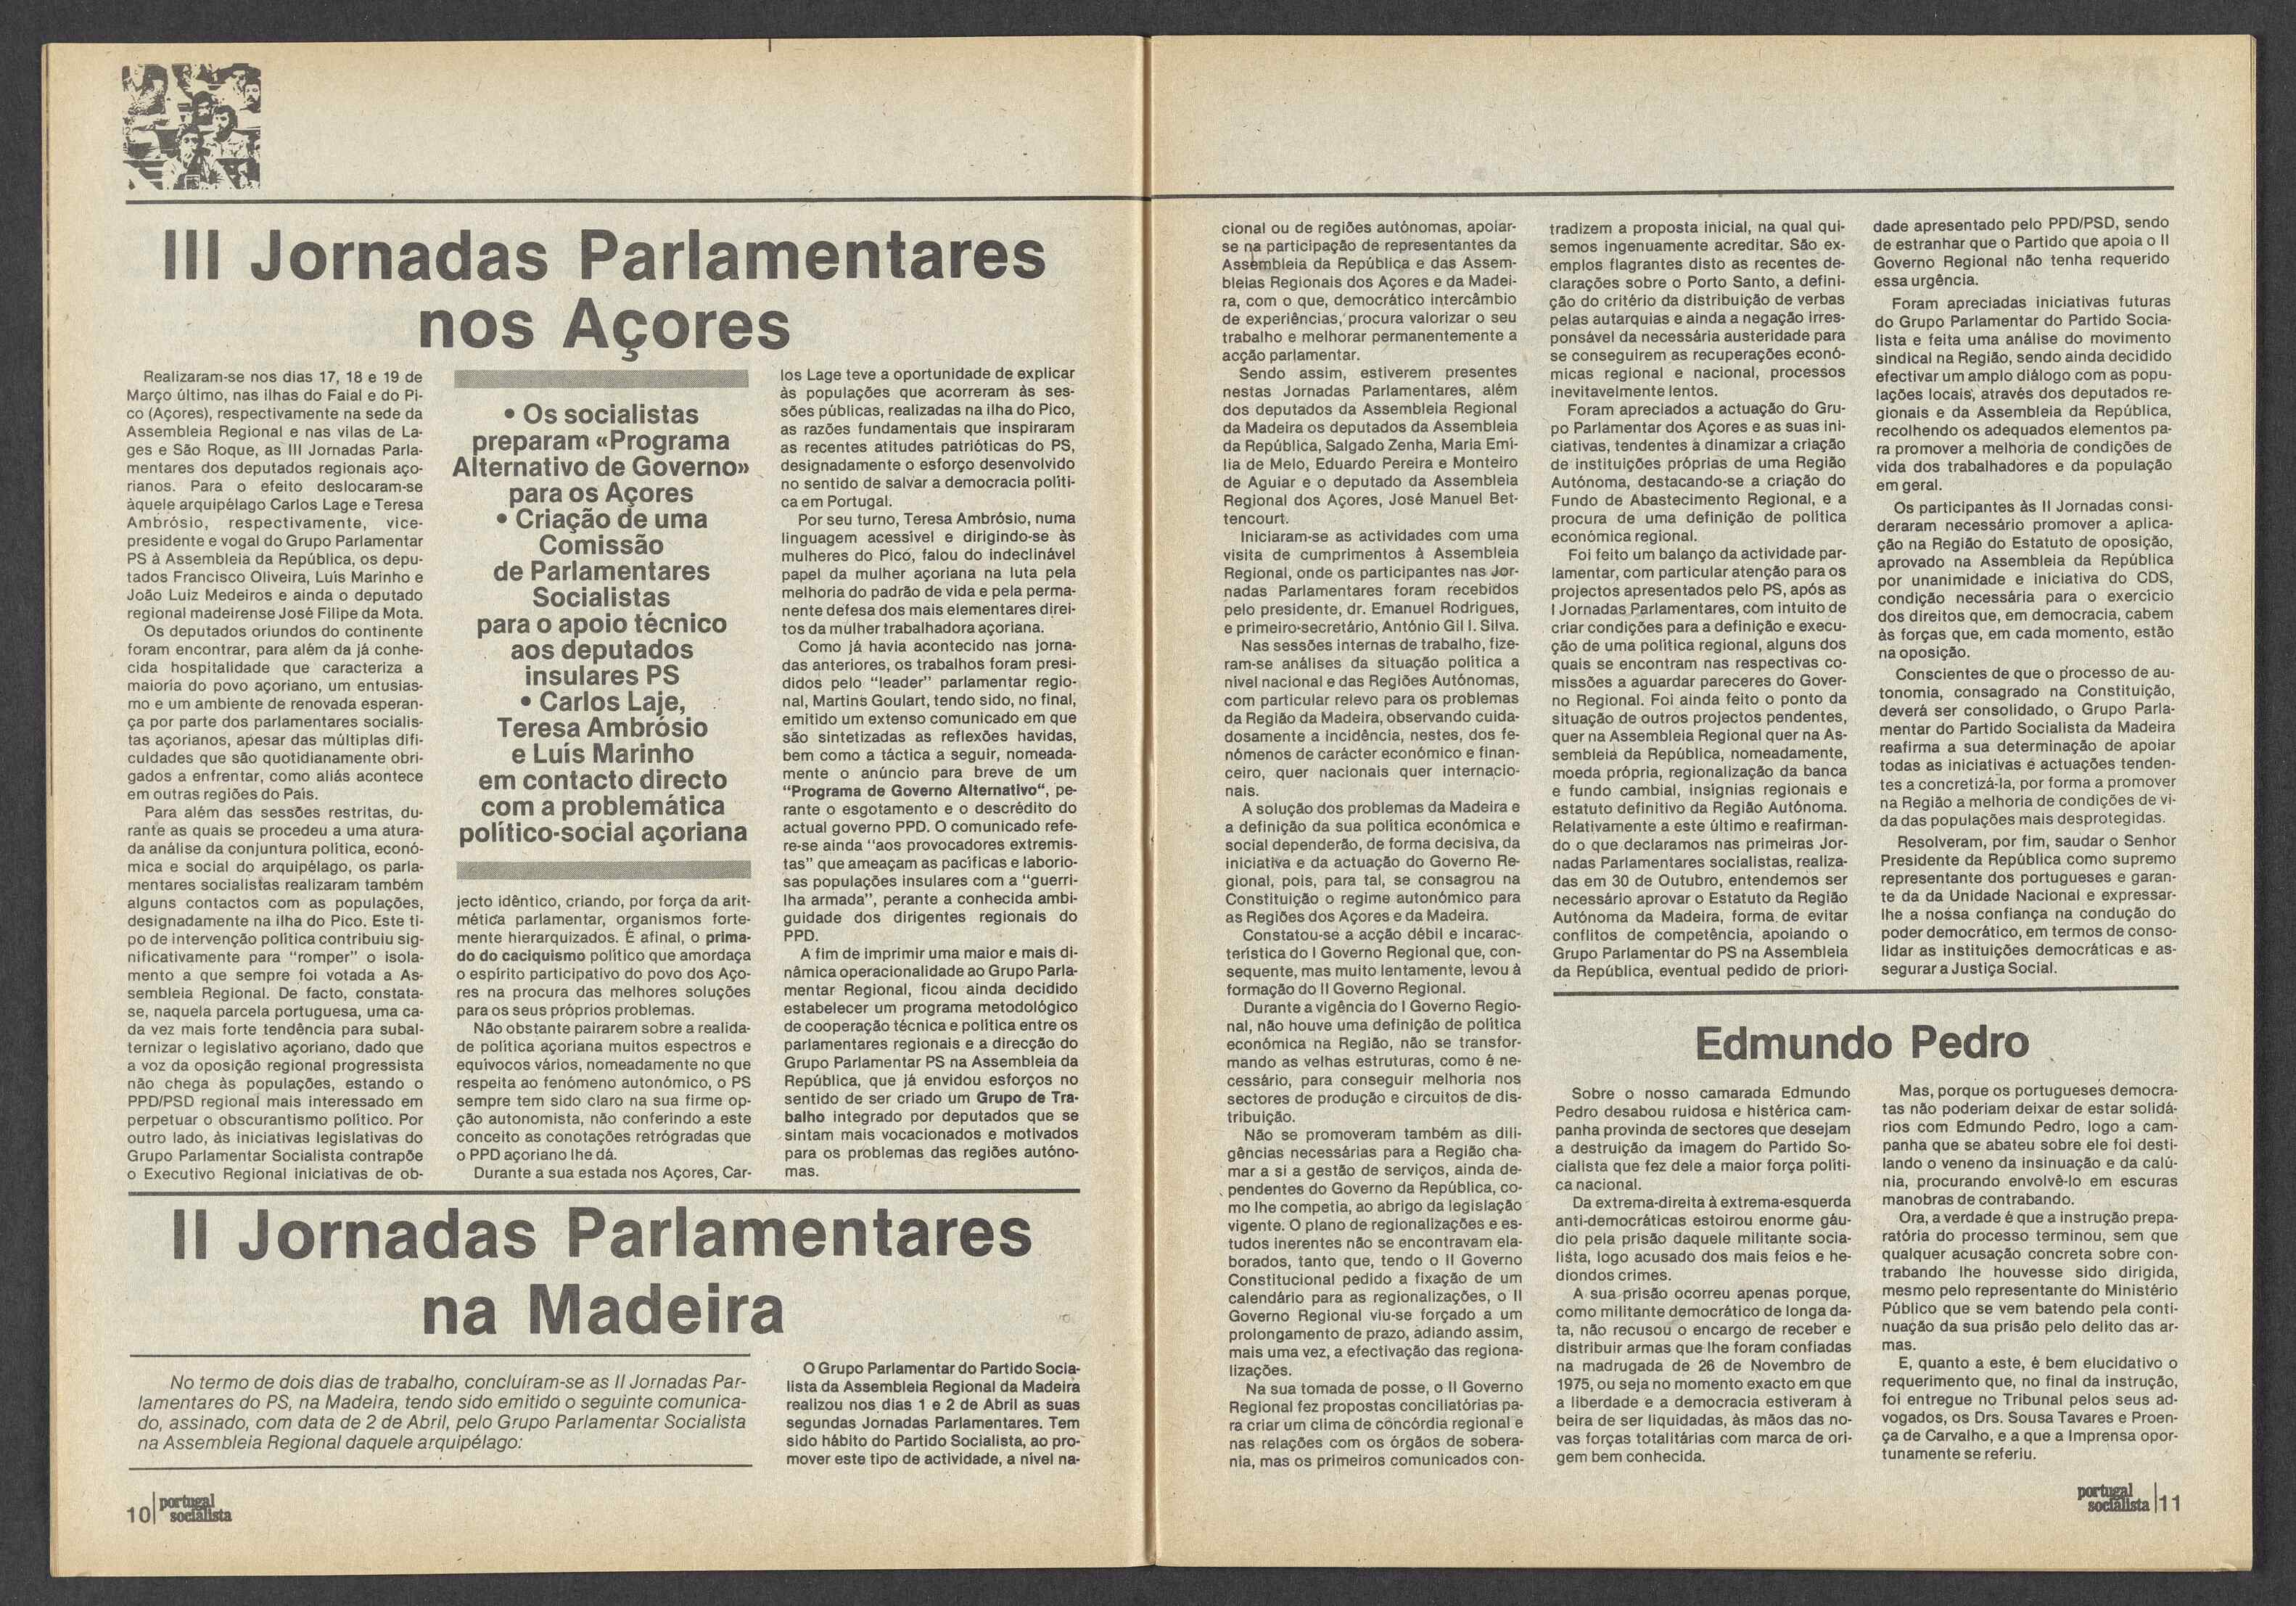 III Jornadas Parlamentares
nos Açores
Realizaram-se nos dias 17, 18 e 19 de
Março último, nas ilhas do Faial e do Pi-
co (Açores), respectivamente na sede da
Assembleia Regional e nas vilas de La-
ges e São Roque, as III Jornadas Parla-
mentares dos deputados regionais aço-
rianos. Para o efeito deslocaram-se
àquele arquipélago Carlos Lage e Teresa
Ambrósio, respectivamente, vice-
presidente e vogal do Grupo Parlamentar
PS à Assembleia da República, os depu-
tados Francisco Oliveira, Luís Marinho e
João Luiz Medeiros e ainda o deputado
regional madeirense José Filipe da Mota.
Os deputados oriundos do continente
foram encontrar, para além da já conhe-
cida hospitalidade que caracteriza a
maioria do povo açoriano, um entusias-
mo e um ambiente de renovada esperan-
ça por parte dos parlamentares socialis-
tas açorianos, apesar das múltiplas difi-
culdades que são quotidianamente obri-
gados a enfrentar, como aliás acontece
em outras regiões do País.
Para além das sessões restritas, du-
rante as quais se procedeu a uma atura-
da análise da conjuntura política, econó-
mica e social do arquipélago, os parla-
mentares socialistas realizaram também
alguns contactos com as populações,
designadamente na ilha do Pico. Este ti-
po de intervenção política contribuiu sig-
nificativamente para "romper" o isola-
mento a que sempre foi votada a As-
sembleia Regional. De facto, constata-
se, naquela parcela portuguesa, uma ca-
da vez mais forte tendência para subal-
ternizar o legislativo açoriano, dado que
a voz da oposição regional progressista
não chega às populações, estando o
PPD/PSD regional mais interessado em
perpetuar o obscurantismo político. Por
outro lado, às iniciativas legislativas do
Grupo Parlamentar Socialista contrapõe
o Executivo Regional iniciativas de ob-
• Os socialistas
preparam «Programa
Alternativo de Governo»
para os Açores
• Criação de uma
Comissão
de Parlamentares
Socialistas
para o apoio técnico
aos deputados
insulares PS
• Carlos Laje,
Teresa Ambrósio
e Luís Marinho
em contacto directo
com a problemática
político-social açoriana
jecto idêntico, criando, por força da arit-
mética parlamentar, organismos forte-
mente hierarquizados. É afinal, o prima-
do do caciquismo político que amordaça
o espírito participativo do povo dos Aço-
res na procura das melhores soluções
para os seus próprios problemas.
Não obstante pairarem sobre a realida-
de política açoriana muitos espectros e
equívocos vários, nomeadamente no que
respeita ao fenómeno autonómico, o PS
sempre tem sido claro na sua firme op-
ção autonomista, não conferindo a este
conceito as conotações retrógradas que
o PPD açoriano lhe dá.
Durante a sua estada nos Açores, Car-
los Lage teve a oportunidade de explicar
às populações que acorreram às ses-
sões públicas, realizadas na ilha do Pico,
as razões fundamentais que inspiraram
as recentes atitudes patrióticas do PS,
designadamente o esforço desenvolvido
no sentido de salvar a democracia políti-
ca em Portugal.
Por seu turno, Teresa Ambrósio, numa
linguagem acessível e dirigindo-se às
mulheres do Pico, falou do indeclinável
papel da mulher açoriana na luta pela
melhoria do padrão de vida e pela perma-
nente defesa dos mais elementares direi-
tos da mulher trabalhadora açoriana.
Como já havia acontecido nas jorna-
das anteriores, os trabalhos foram presi-
didos pelo "leader" parlamentar regio-
nal, Martins Goulart, tendo sido, no final,
emitido um extenso comunicado em que
são sintetizadas as reflexões havidas,
bem como a táctica a seguir, nomeada-
mente o anúncio para breve de um
"Programa de Governo Alternativo", pe-
rante o esgotamento e o descrédito do
actual governo PPD. O comunicado refe-
re-se ainda "aos provocadores extremis-
tas" que ameaçam as pacíficas e laborio-
sas populações insulares com a "guerri-
lha armada", perante a conhecida ambi-
guidade dos dirigentes regionais do
PPD.
A fim de imprimir uma maior e mais di-
nâmica operacionalidade ao Grupo Parla-
mentar Regional, ficou ainda decidido
estabelecer um programa metodológico
de cooperação técnica e política entre os
parlamentares regionais e a direcção do
Grupo Parlamentar PS na Assembleia da
República, que já envidou esforços no
sentido de ser criado um Grupo de Tra-
balho integrado por deputados que se
sintam mais vocacionados e motivados
para os problemas das regiões autóno-
mas.
II Jornadas Parlamentares
na Madeira
No termo de dois dias de trabalho, concluíram-se as II Jornadas Par-
lamentares do PS, na Madeira, tendo sido emitido o seguinte comunica-
do, assinado, com data de 2 de Abril, pelo Grupo Parlamentar Socialista
na Assembleia Regional daquele arquipélago:
O Grupo Parlamentar do Partido Socia-
lista da Assembleia Regional da Madeira
realizou nos dias 1 e 2 de Abril as suas
segundas Jornadas Parlamentares. Tem
sido hábito do Partido Socialista, ao pro-
mover este tipo de actividade, a nível na-
10 portugal
socialista
cional ou de regiões autónomas, apoiar-
se na participação de representantes da
Assembleia da República e das Assem-
bleias Regionais dos Açores e da Madei-
ra, com o que, democrático intercâmbio
de experiências, procura valorizar o seu
trabalho e melhorar permanentemente a
acção parlamentar.
Sendo assim, estiverem presentes
nestas Jornadas Parlamentares, além
dos deputados da Assembleia Regional
da Madeira os deputados da Assembleia
da República, Salgado Zenha, Maria Emí-
lia de Melo, Eduardo Pereira e Monteiro
de Aguiar e o deputado da Assembleia
Regional dos Açores, José Manuel Bet-
tencourt.
Iniciaram-se as actividades com uma
visita de cumprimentos à Assembleia
Regional, onde os participantes nas Jor-
nadas Parlamentares foram recebidos
pelo presidente, dr. Emanuel Rodrigues,
e primeiro-secretário, António Gil I. Silva.
Nas sessões internas de trabalho, fize-
ram-se análises da situação política a
nível nacional e das Regiões Autónomas,
com particular relevo para os problemas
da Região da Madeira, observando cuida-
dosamente a incidência, nestes, dos fe-
nómenos de carácter económico e finan-
ceiro, quer nacionais quer internacio-
nais.
A solução dos problemas da Madeira e
a definição da sua política económica e
social dependerão, de forma decisiva, da
iniciativa e da actuação do Governo Re-
gional, pois, para tal, se consagrou na
Constituição o regime autonómico para
as Regiões dos Açores e da Madeira.
Constatou-se a acção débil e incarac-
terística do I Governo Regional que, con-
sequente, mas muito lentamente, levou à
formação do II Governo Regional.
Durante a vigência do I Governo Regio-
nal, não houve uma definição de política
económica na Região, não se transfor-
mando as velhas estruturas, como é ne-
cessário, para conseguir melhoria nos
sectores de produção e circuitos de dis-
tribuição.
Não se promoveram também as dili-
gências necessárias para a Região cha-
mar a si a gestão de serviços, ainda de-
pendentes do Governo da República, co-
mo lhe competia, ao abrigo da legislação
vigente. O plano de regionalizações e es-
tudos inerentes não se encontravam ela-
borados, tanto que, tendo o II Governo
Constitucional pedido a fixação de um
calendário para as regionalizações, o II
Governo Regional viu-se forçado a um
prolongamento de prazo, adiando assim,
mais uma vez, a efectivação das regiona-
lizações.
Na sua tomada de posse, o II Governo
Regional fez propostas conciliatórias pa-
ra criar um clima de concórdia regional e
nas relações com os órgãos de sobera-
nia, mas os primeiros comunicados con-
tradizem a proposta inicial, na qual qui-
semos ingenuamente acreditar. São ex-
emplos flagrantes disto as recentes de-
clarações sobre o Porto Santo, a defini-
ção do critério da distribuição de verbas
pelas autarquias e ainda a negação irres-
ponsável da necessária austeridade para
se conseguirem as recuperações econó-
micas regional e nacional, processos
inevitavelmente lentos.
Foram apreciados a actuação do Gru-
po Parlamentar dos Açores e as suas ini-
ciativas, tendentes a dinamizar a criação
de instituições próprias de uma Região
Autónoma, destacando-se a criação do
Fundo de Abastecimento Regional, e a
procura de uma definição de política
económica regional.
Foi feito um balanço da actividade par-
lamentar, com particular atenção para os
projectos apresentados pelo PS, após as
I Jornadas Parlamentares, com intuito de
criar condições para a definição e execu-
ção de uma política regional, alguns dos
quais se encontram nas respectivas co-
missões a aguardar pareceres do Gover-
no Regional. Foi ainda feito o ponto da
situação de outros projectos pendentes,
quer na Assembleia Regional quer na As-
sembleia da República, nomeadamente,
moeda própria, regionalização da banca
e fundo cambial, insígnias regionais e
estatuto definitivo da Região Autónoma.
Relativamente a este último e reafirman-
do o que declaramos nas primeiras Jor-
nadas Parlamentares socialistas, realiza-
das em 30 de Outubro, entendemos ser
necessário aprovar o Estatuto da Região
Autónoma da Madeira, forma de evitar
conflitos de competência, apoiando o
Grupo Parlamentar do PS na Assembleia
da República, eventual pedido de priori-
dade apresentado pelo PPD/PSD, sendo
de estranhar que o Partido que apoia o II
Governo Regional não tenha requerido
essa urgência.
Foram apreciadas iniciativas futuras
do Grupo Parlamentar do Partido Socia-
lista e feita uma análise do movimento
sindical na Região, sendo ainda decidido
efectivar um amplo diálogo com as popu-
lações locais, através dos deputados re-
gionais e da Assembleia da República,
recolhendo os adequados elementos pa-
ra promover a melhoria de condições de
vida dos trabalhadores e da população
em geral.
Os participantes às II Jornadas consi-
deraram necessário promover a aplica-
ção na Região do Estatuto de oposição,
aprovado na Assembleia da República
por unanimidade e iniciativa do CDS,
condição necessária para o exercício
dos direitos que, em democracia, cabem
às forças que, em cada momento, estão
na oposição.
Conscientes de que o processo de au-
tonomia, consagrado na Constituição,
deverá ser consolidado, o Grupo Parla-
mentar do Partido Socialista da Madeira
reafirma a sua determinação de apoiar
todas as iniciativas e actuações tenden-
tes a concretizá-la, por forma a promover
na Região a melhoria de condições de vi-
da das populações mais desprotegidas.
Resolveram, por fim, saudar o Senhor
Presidente da República como supremo
representante dos portugueses e garan-
te da da Unidade Nacional e expressar-
lhe a nossa confiança na condução do
poder democrático, em termos de conso-
lidar as instituições democráticas e as-
segurar a Justiça Social.
Edmundo Pedro
Sobre o nosso camarada Edmundo
Pedro desabou ruidosa e histérica cam-
panha provinda de sectores que desejam
a destruição da imagem do Partido So-
cialista que fez dele a maior força políti-
ca nacional.
Da extrema-direita à extrema-esquerda
anti-democráticas estoirou enorme gáu-
dio pela prisão daquele militante socia-
lista, logo acusado dos mais feios e he-
diondos crimes.
A sua prisão ocorreu apenas porque,
como militante democrático de longa da-
ta, não recusou o encargo de receber e
distribuir armas que lhe foram confiadas
na madrugada de 26 de Novembro de
1975, ou seja no momento exacto em que
a liberdade e a democracia estiveram à
beira de ser liquidadas, às mãos das no-
vas forças totalitárias com marca de ori-
gem bem conhecida.
Mas, porque os portugueses democra-
tas não poderiam deixar de estar solidá-
rios com Edmundo Pedro, logo a cam-
panha que se abateu sobre ele foi desti-
lando o veneno da insinuação e da calú-
nia, procurando envolvê-lo em escuras
manobras de contrabando.
Ora, a verdade é que a instrução prepa-
ratória do processo terminou, sem que
qualquer acusação concreta sobre con-
trabando lhe houvesse sido dirigida,
mesmo pelo representante do Ministério
Público que se vem batendo pela conti-
nuação da sua prisão pelo delito das ar-
mas.
E, quanto a este, é bem elucidativo o
requerimento que, no final da instrução,
foi entregue no Tribunal pelos seus ad-
vogados, os Drs. Sousa Tavares e Proen-
ça de Carvalho, e a que a Imprensa opor-
tunamente se referiu.
portugal
socialista 11